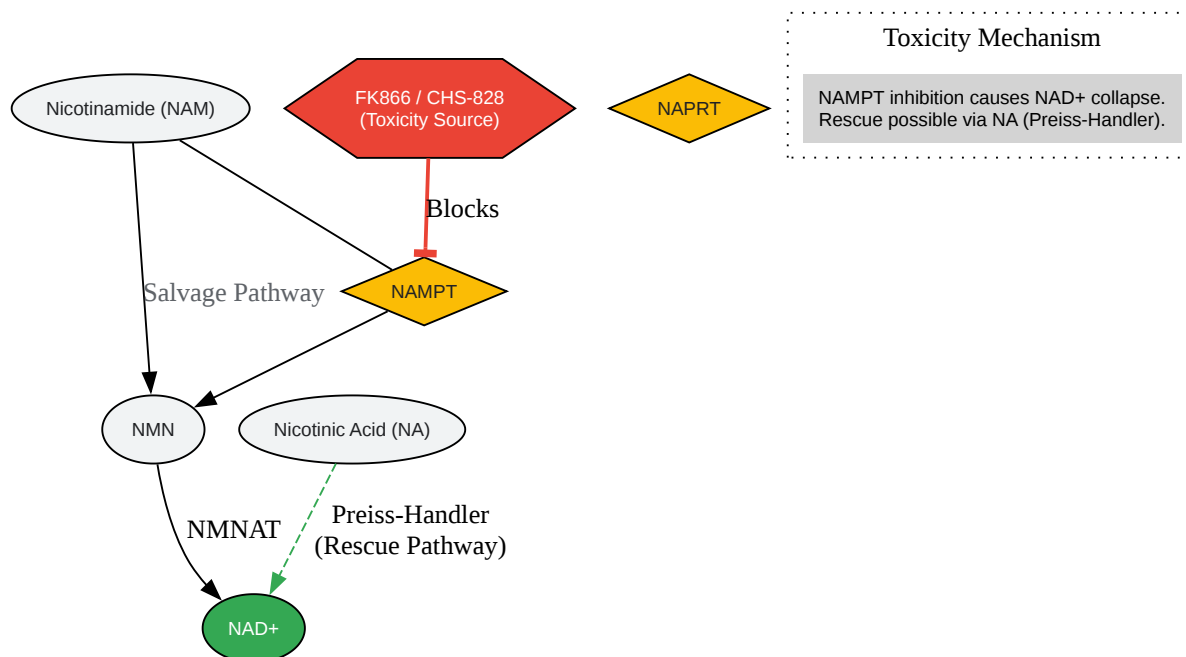 Toxicity Mechanism
Nicotinamide (NAM)
FK866 / CHS-828
(Toxicity Source)
NAPRT
NAMPT inhibition causes NAD+ collapse.
Rescue possible via NA (Preiss-Handler).
Blocks
Salvage Pathway
NAMPT
NMN
Nicotinic Acid (NA)
NMNAT
Preiss-Handler
(Rescue Pathway)
NAD+